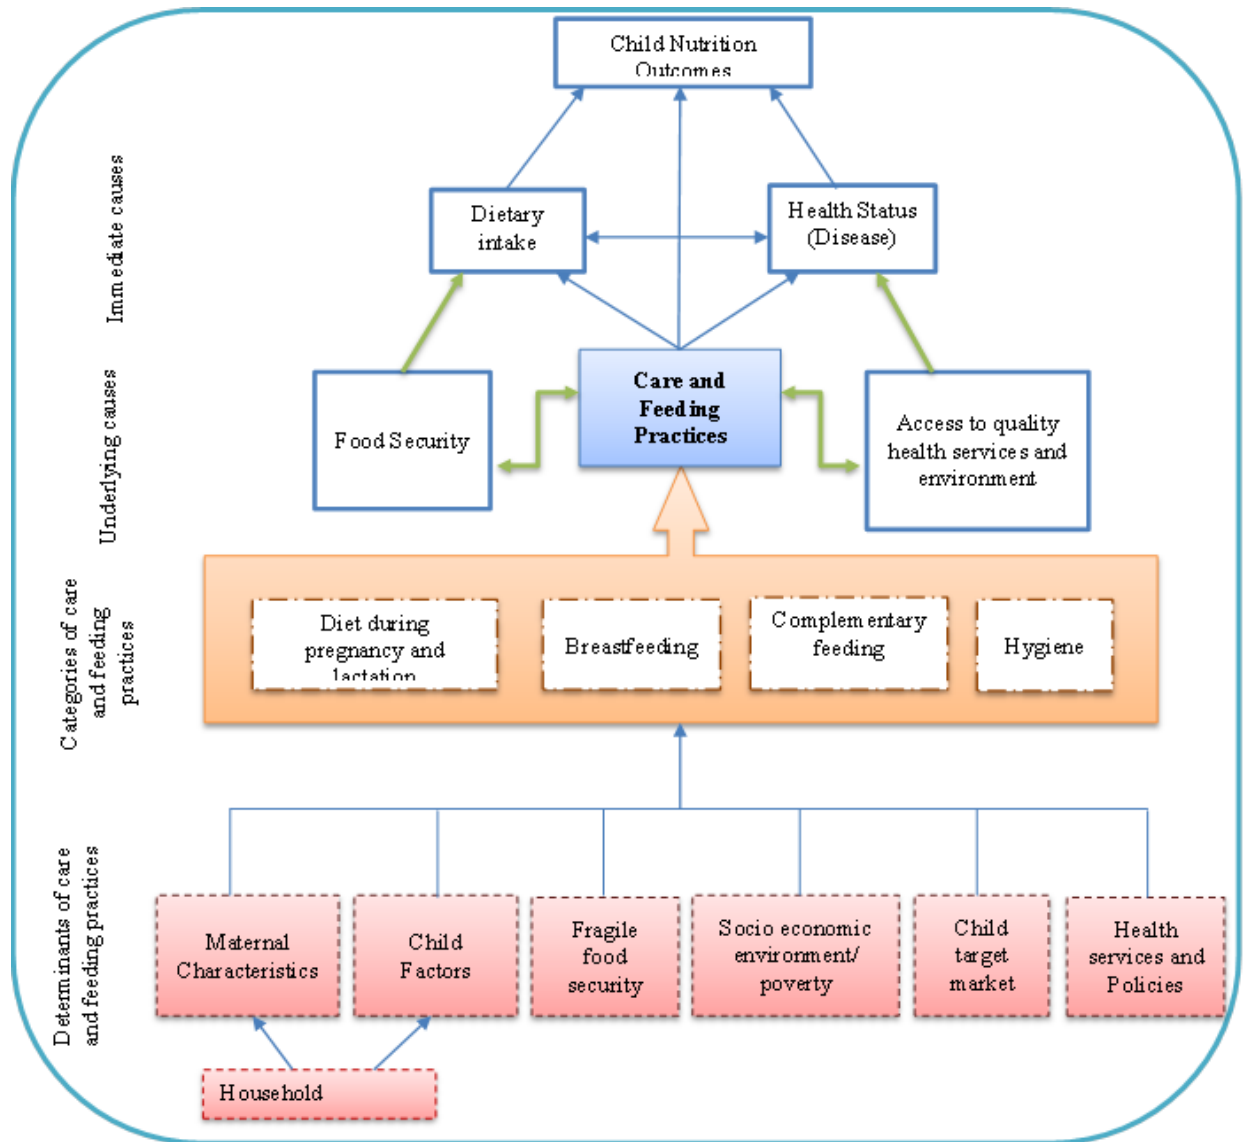 Child Nutrition
Outcomes
Immediate causes
Dietary
intake
Health Status
(Disease)
Underlying causes
Food Security
Care and
Feeding
Practices
Access to quality
health services and
environment
Categories of care
and feeding
practices
Diet during
pregnancy and
lactation
Breastfeeding
Complementary
feeding
Hygiene
Determinants of care
and feeding practices
Maternal
Characteristics
Child
Factors
Fragile
food
security
Socio economic
environment/
poverty
Child
target
market
Health
services and
Policies
Household